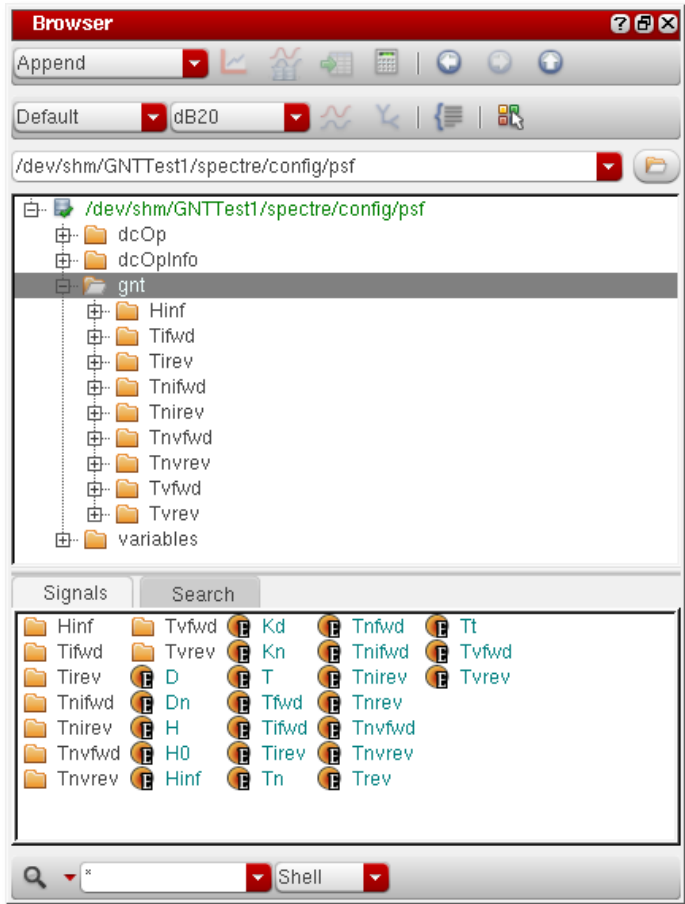 Browser
Append
Default dB20
/dev/shm/GNTTest1/spectre/config/psf
/dev/shm/GNTTest1/spectre/config/psf
dcOp
dcOpInfo
gnt
Hinf
Tifwd
Tirev
Tnifwd
Tnirev
Tnvfwd
Tnvrev
Tvfwd
Tvrev
variables
Signals Search
Hinf Tvfwd Kd Tnfwd Tt
Tifwd Tvrev Kn Tnifwd Tvfwd
Tirev D T Tnirev Tvrev
Tnifwd Dn Tfwd Tnrev
Tnirev H Tifwd Tnvfwd
Tnvfwd H0 Tirev Tnvrev
Tnvrev Hinf Tn Trev
* Shell